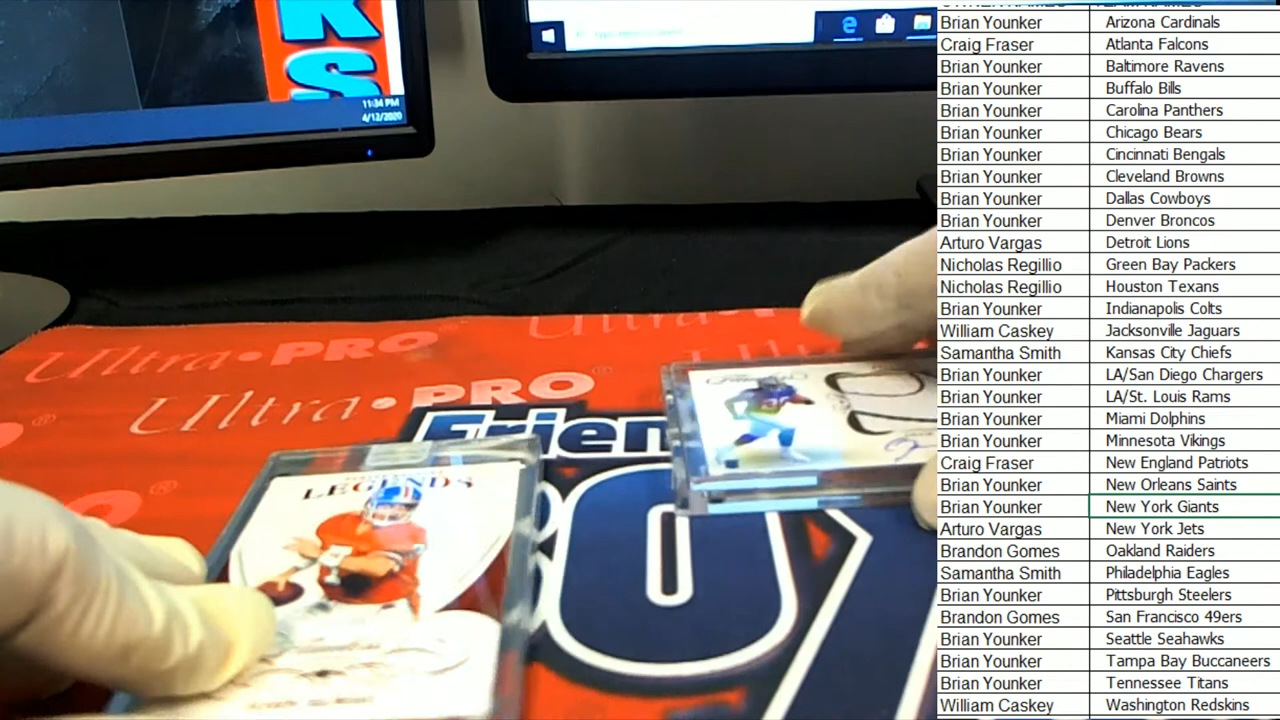 K
S
11:34 PM
4/12/2020
Ultra•PRO®
Ultra•PRO®
Ultra
Frien
LEGENDS
Brian Younker Arizona Cardinals
Craig Fraser Atlanta Falcons
Brian Younker Baltimore Ravens
Brian Younker Buffalo Bills
Brian Younker Carolina Panthers
Brian Younker Chicago Bears
Brian Younker Cincinnati Bengals
Brian Younker Cleveland Browns
Brian Younker Dallas Cowboys
Brian Younker Denver Broncos
Arturo Vargas Detroit Lions
Nicholas Regillio Green Bay Packers
Nicholas Regillio Houston Texans
Brian Younker Indianapolis Colts
William Caskey Jacksonville Jaguars
Samantha Smith Kansas City Chiefs
Brian Younker LA/San Diego Chargers
Brian Younker LA/St. Louis Rams
Brian Younker Miami Dolphins
Brian Younker Minnesota Vikings
Craig Fraser New England Patriots
Brian Younker New Orleans Saints
Brian Younker New York Giants
Arturo Vargas New York Jets
Brandon Gomes Oakland Raiders
Samantha Smith Philadelphia Eagles
Brian Younker Pittsburgh Steelers
Brandon Gomes San Francisco 49ers
Brian Younker Seattle Seahawks
Brian Younker Tampa Bay Buccaneers
Brian Younker Tennessee Titans
William Caskey Washington Redskins